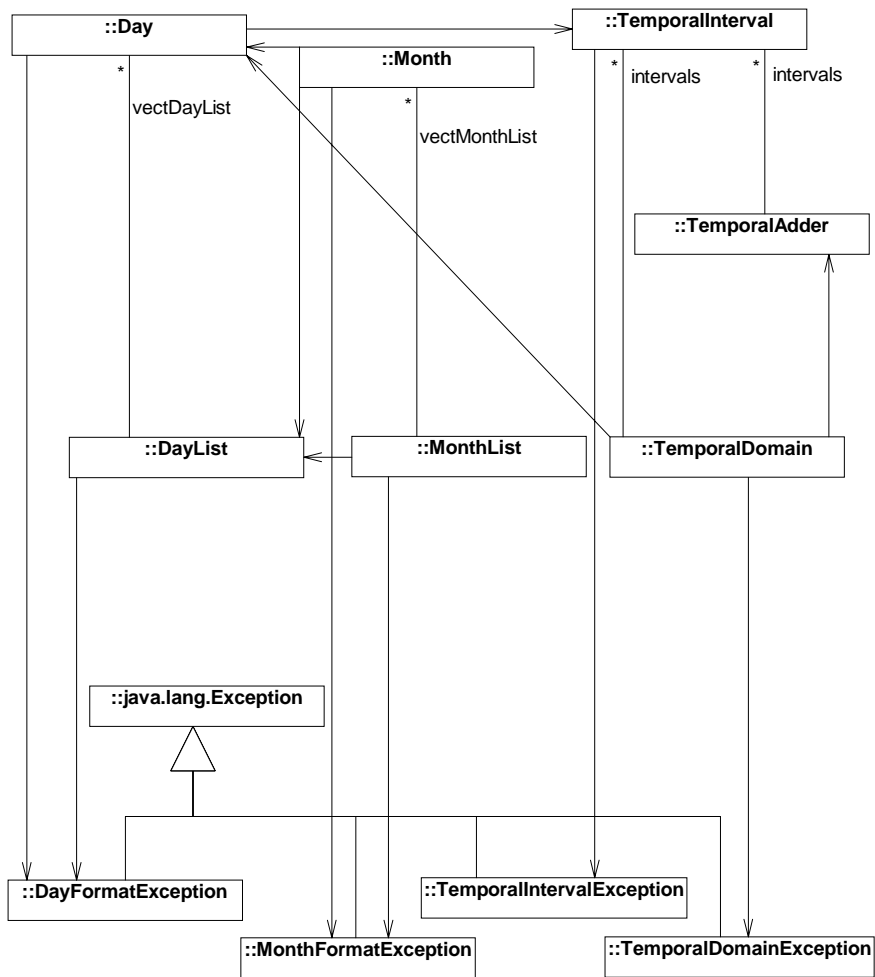 ::Day
::TemporalInterval
::Month
*
vectDayList
*
vectMonthList
*
intervals
*
intervals
::TemporalAdder
::DayList
::MonthList
::TemporalDomain
::java.lang.Exception
::DayFormatException
::TemporalIntervalException
::MonthFormatException
::TemporalDomainException